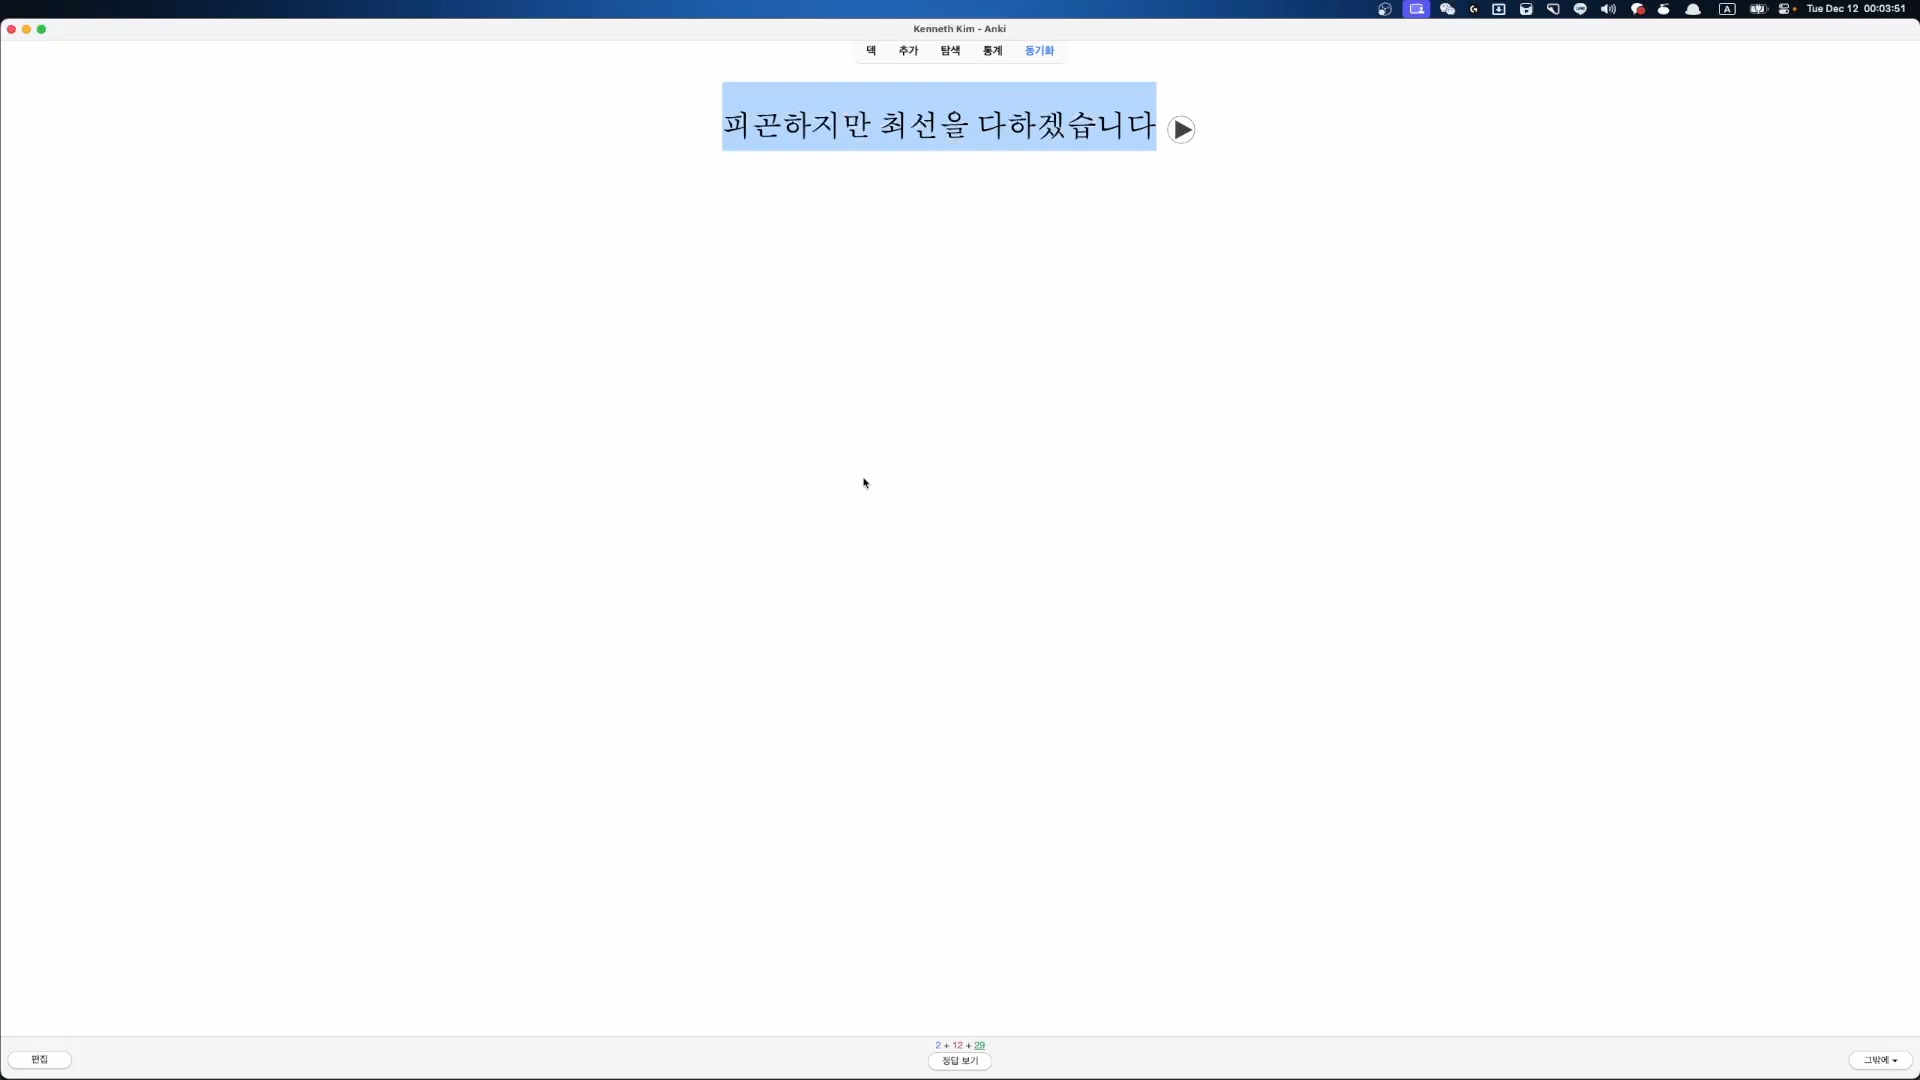 Tue Dec 12 00:03:51
Kenneth Kim - Anki
덱 추가 탐색 통계 동기화
피곤하지만 최선을 다하겠습니다
2 + 12 + 29
편집 정답 보기 그밖에